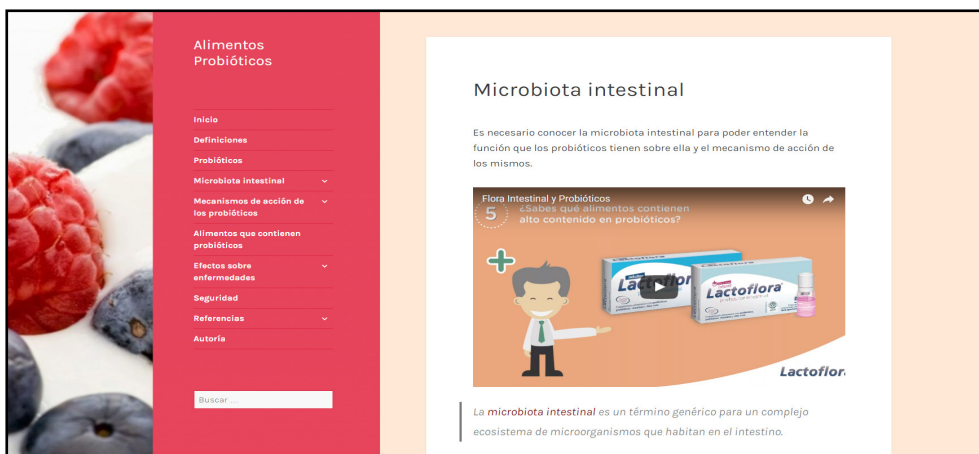 Alimentos
Probióticos
Inicio
Definiciones
Probióticos
Microbiota intestinal
Mecanismos de acción de
los probióticos
Alimentos que contienen
probióticos
Efectos sobre
enfermedades
Seguridad
Referencias
Autoría
Buscar ...
Microbiota intestinal
Es necesario conocer la microbiota intestinal para poder entender la
función que los probióticos tienen sobre ella y el mecanismo de acción de
los mismos.
Flora Intestinal y Probióticos
5 ¿Sabes qué alimentos contienen
alto contenido en probióticos?
Lactoflor
Lactoflora
Lactoflor
La microbiota intestinal es un término genérico para un complejo
ecosistema de microorganismos que habitan en el intestino.